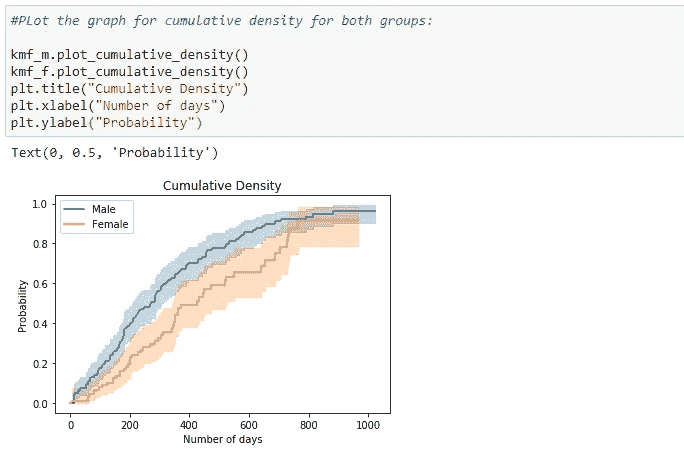 #PLot the graph for cumulative density for both groups:
kmf_m.plot_cumulative_density()
kmf_f.plot_cumulative_density()
plt.title("Cumulative Density")
plt.xlabel("Number of days")
plt.ylabel("Probability")
Text(0, 0.5, 'Probability')
Cumulative Density
Male
Female
1.0
0.8
0.6
0.4
0.2
0.0
Probability
0 200 400 600 800 1000
Number of days